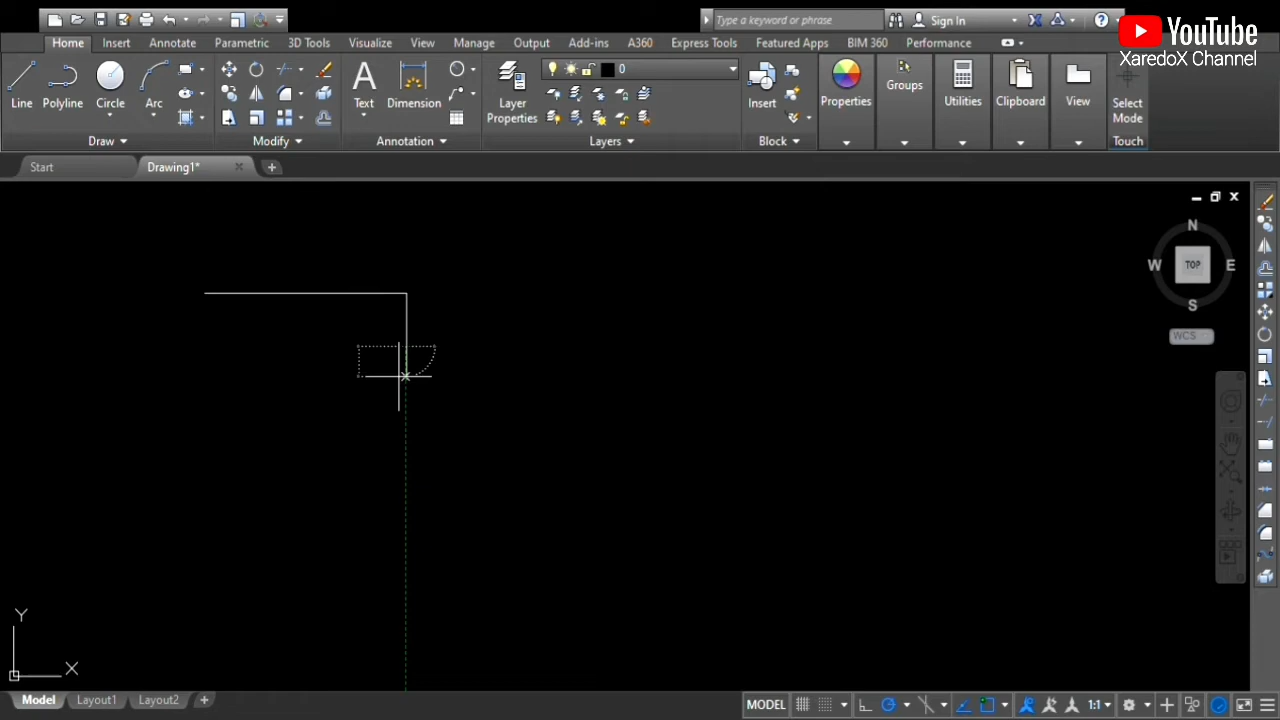 Type a keyword or phrase
Sign In
YouTube
XaredoX Channel
Home Insert Annotate Parametric 3D Tools Visualize View Manage Output Add-ins A360 Express Tools Featured Apps BIM 360 Performance
Line Polyline Circle Arc
Text Dimension
Layer Properties
0
Insert
Properties
Groups
Utilities
Clipboard
View
Select Mode
Draw Modify Annotation Layers Block Touch
Start Drawing1*
N
W TOP E
S
WCS
Y
X
Model Layout1 Layout2
MODEL 1:1